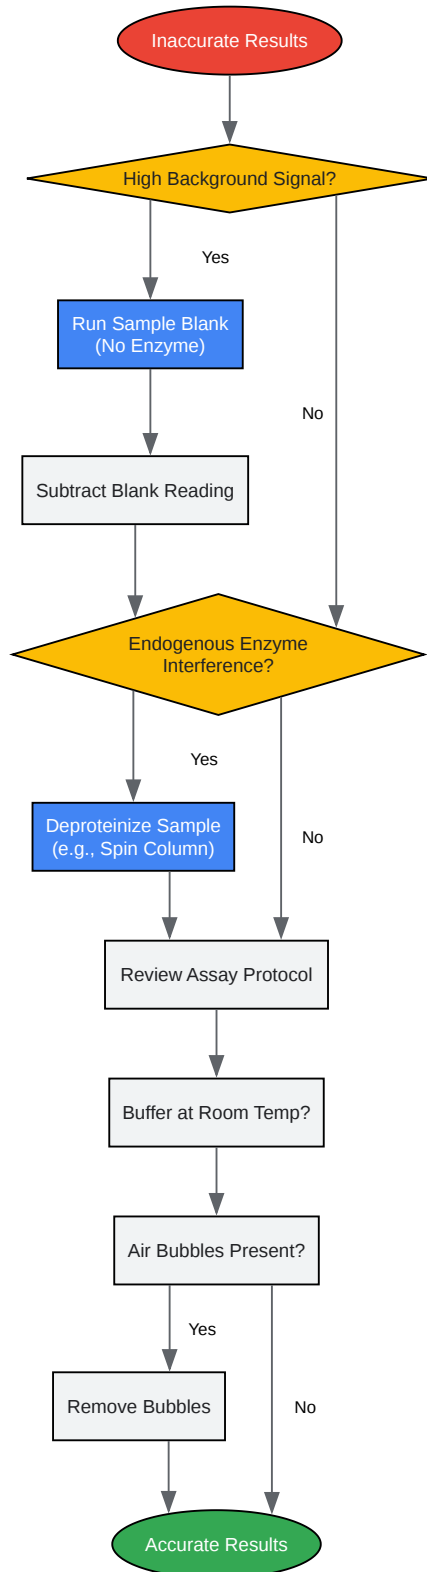 Inaccurate Results
High Background Signal?
Yes
Run Sample Blank
(No Enzyme)
No
Subtract Blank Reading
Endogenous Enzyme
Interference?
Yes
Deproteinize Sample
(e.g., Spin Column)
No
Review Assay Protocol
Buffer at Room Temp?
Air Bubbles Present?
Yes
Remove Bubbles
No
Accurate Results